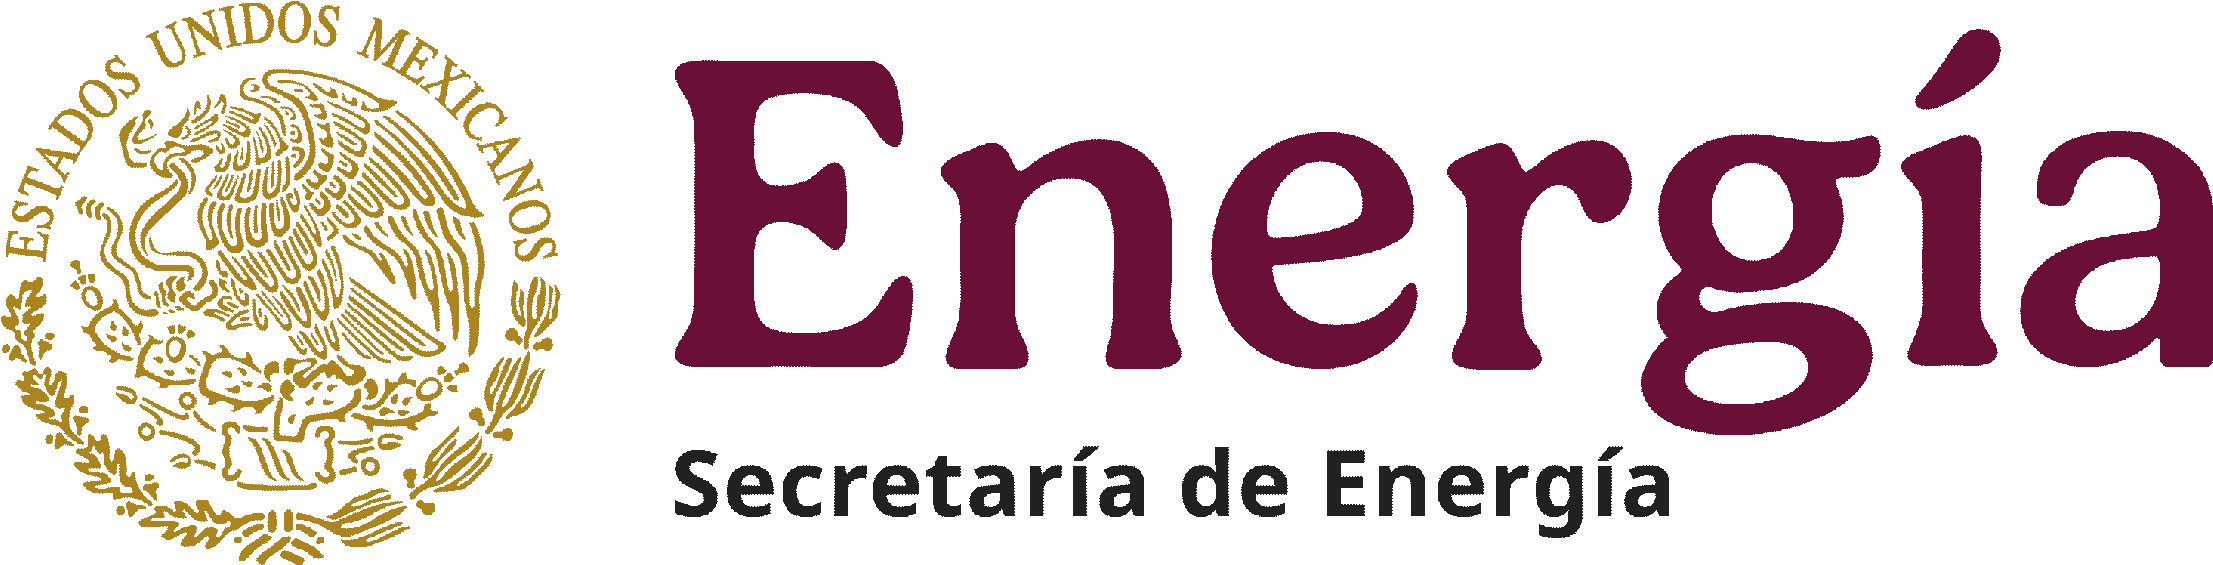 ESTADOS UNIDOS MEXICANOS
Energía
Secretaría de Energía